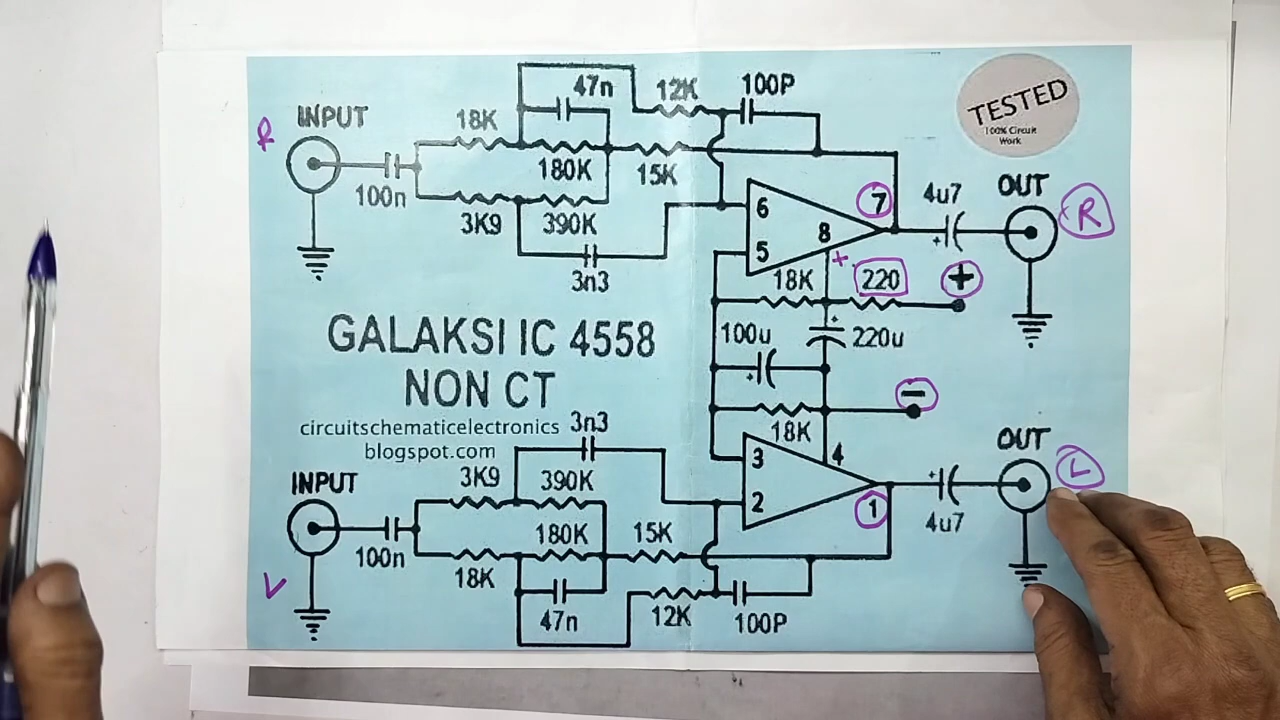 47n
12K
100P
TESTED
100% Circuit
Work
R
INPUT
18K
180K
15K
100n
3K9
390K
3n3
6
7
5
8
+
4u7
+
OUT
R
18K
220
+
100u
+
220u
+
GALAKSI IC 4558
NON CT
circuitschematicelectronics
blogspot.com
−
18K
3n3
3K9
390K
INPUT
100n
180K
15K
18K
47n
12K
100P
3
4
2
1
+
4u7
OUT
L